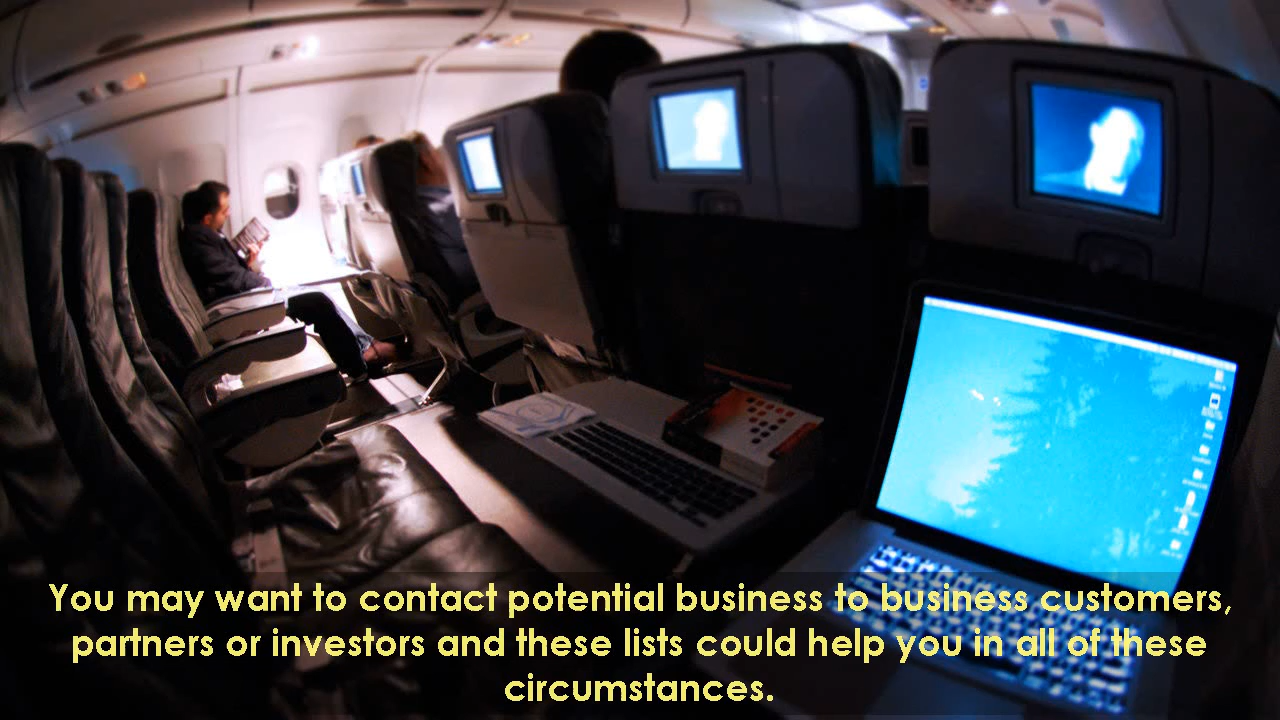 You may want to contact potential business to business customers,
partners or investors and these lists could help you in all of these
circumstances.